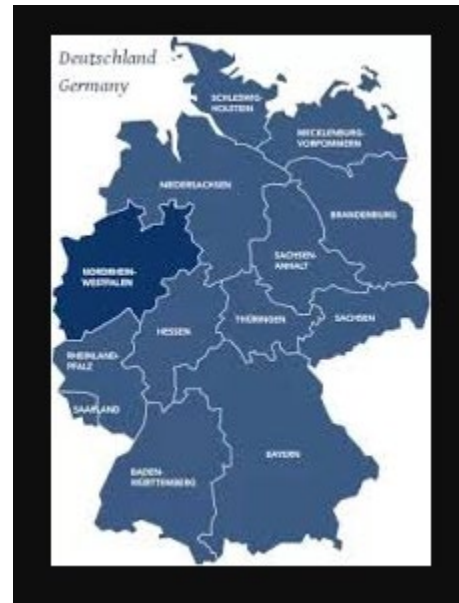 Deutschland
Germany
SCHLESWIG-
HOLSTEIN
MECKLENBURG-
VORPOMMERN
NIEDERSACHSEN
BRANDENBURG
SACHSEN-
ANHALT
NORDRHEIN-
WESTFALEN
THÜRINGEN
SACHSEN
HESSEN
RHEINLAND-
PFALZ
SAARLAND
BAYERN
BADEN-
WÜRTTEMBERG